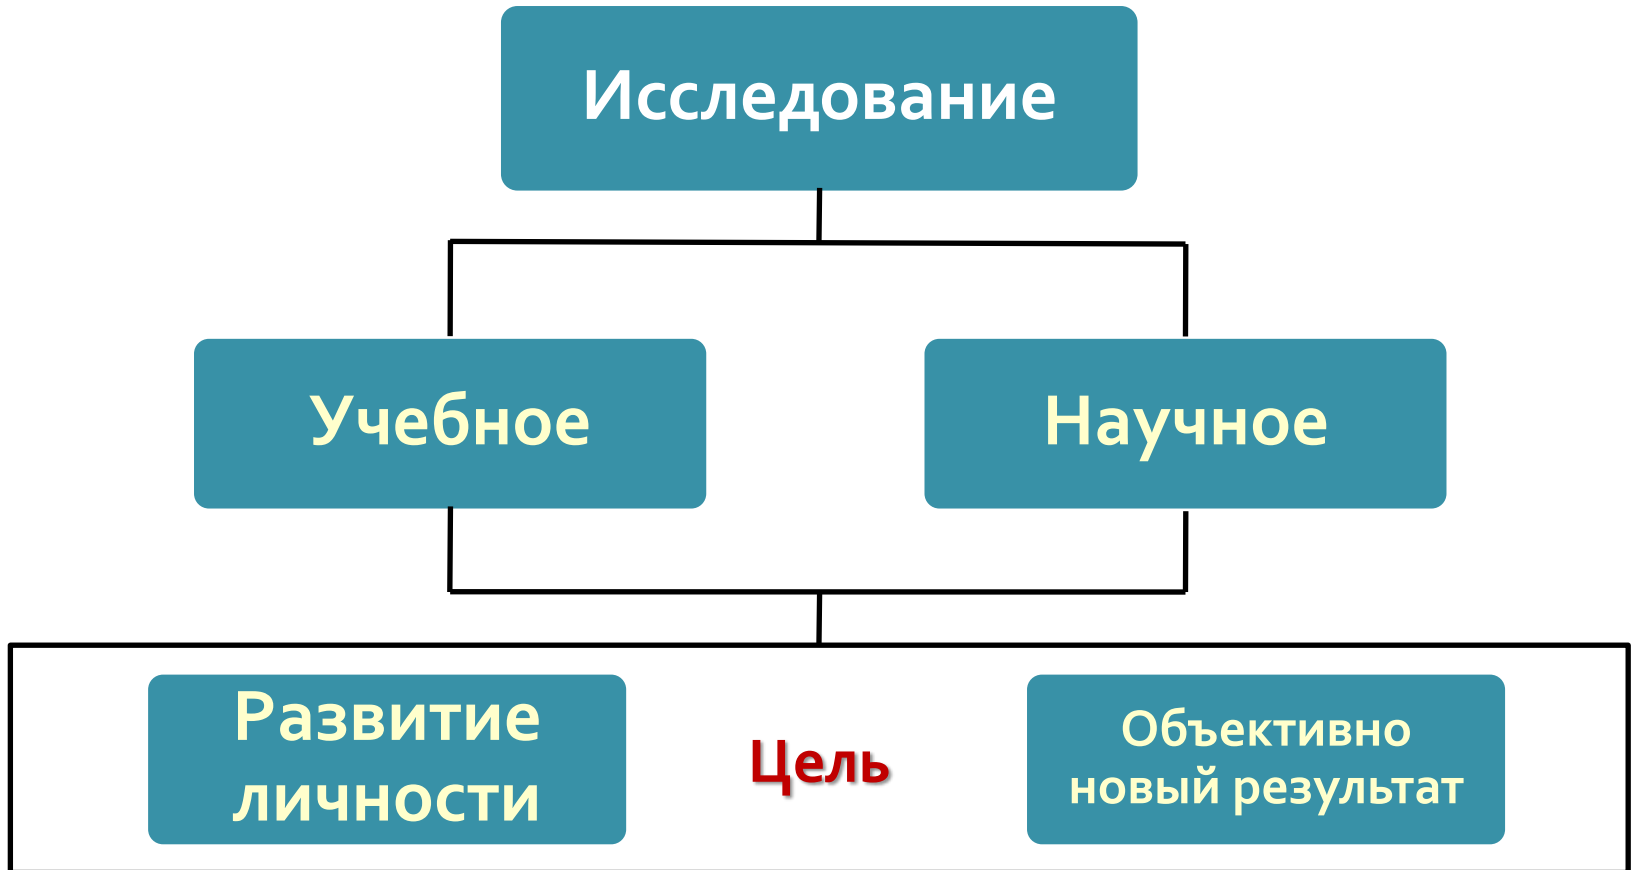 Исследование
Учебное
Научное
Развитие
личности
Цель
Объективно
новый результат